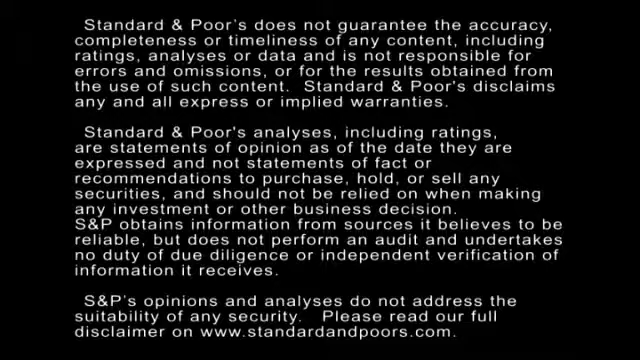 Standard & Poor's does not guarantee the accuracy,
completeness or timeliness of any content, including
ratings, analyses or data and is not responsible for
errors and omissions, or for the results obtained from
the use of such content.  Standard & Poor's disclaims
any and all express or implied warranties.
Standard & Poor's analyses, including ratings,
are statements of opinion as of the date they are
expressed and not statements of fact or
recommendations to purchase, hold, or sell any
securities, and should not be relied on when making
any investment or other business decision.
S&P obtains information from sources it believes to be
reliable, but does not perform an audit and undertakes
no duty of due diligence or independent verification of
information it receives.
S&P's opinions and analyses do not address the
suitability of any security.   Please read our full
disclaimer on www.standardandpoors.com.